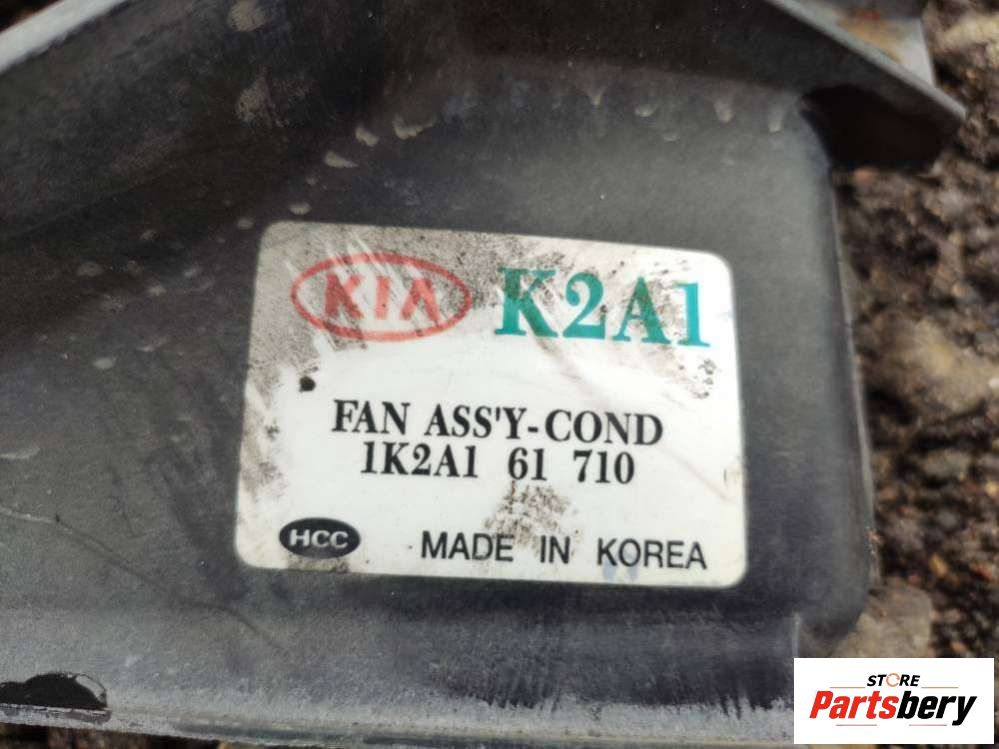 KIA K2A1
FAN ASS'Y-COND
1K2A1 61 710
HCC MADE IN KOREA
STORE
Partsbery